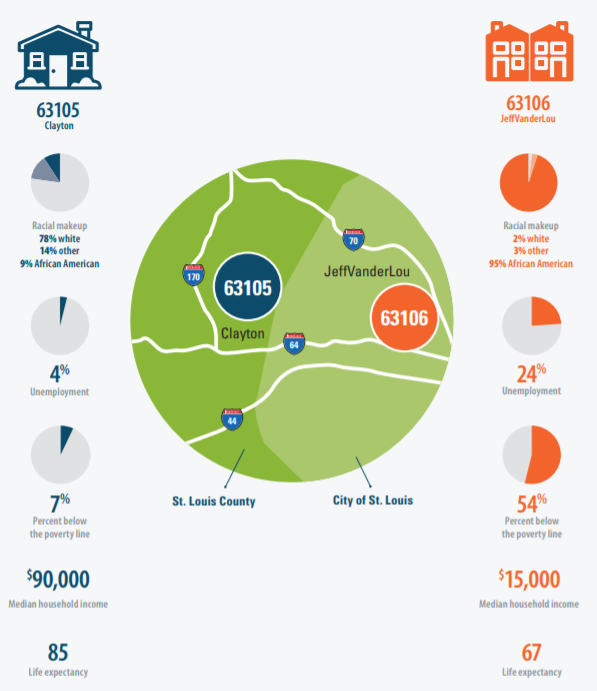 63105
Clayton
Racial makeup
78% white
14% other
9% African American
4%
Unemployment
7%
Percent below
the poverty line
$90,000
Median household income
85
Life expectancy
70
170
JeffVanderLou
63105
63106
Clayton
64
44
St. Louis County
City of St. Louis
63106
JeffVanderLou
Racial makeup
2% white
3% other
95% African American
24%
Unemployment
54%
Percent below
the poverty line
$15,000
Median household income
67
Life expectancy